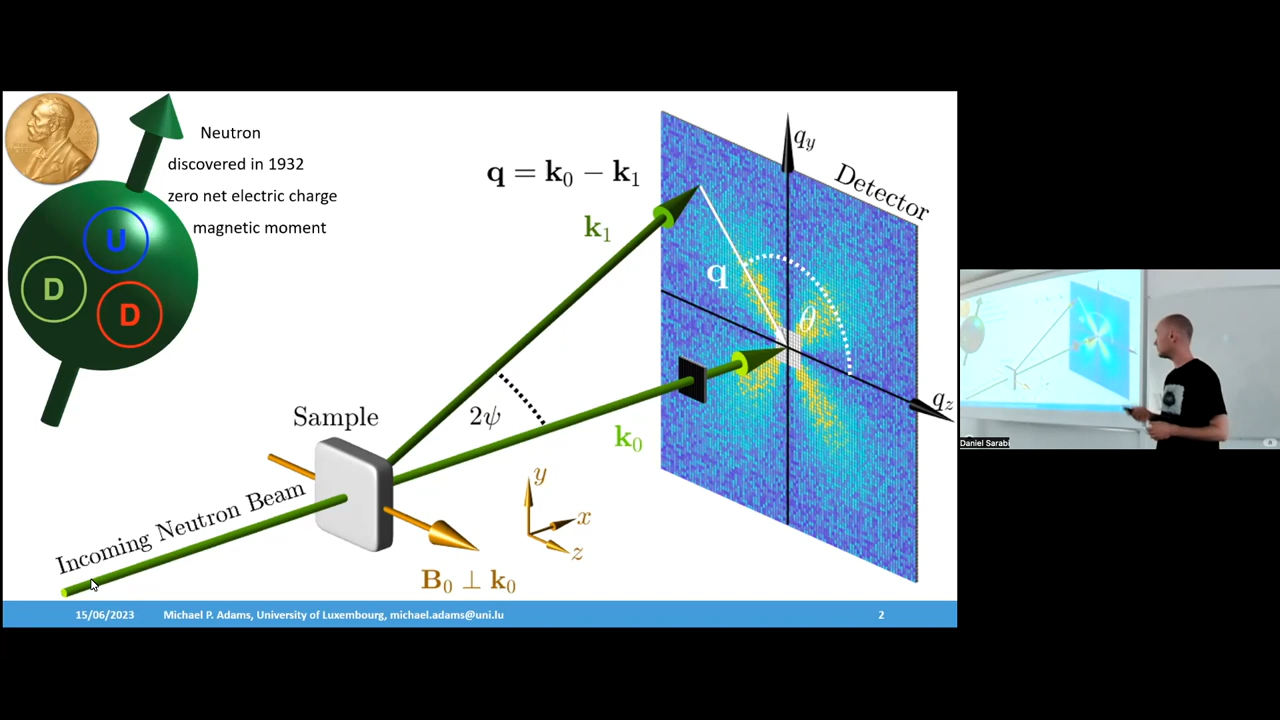 Neutron
discovered in 1932
zero net electric charge
magnetic moment
U
D
D
q = k₀ − k₁
k₁
q
θ
q_y
Detector
q_z
2ψ
k₀
Sample
Incoming Neutron Beam
B₀ ⊥ k₀
y
x
z
15/06/2023 Michael P. Adams, University of Luxembourg, michael.adams@uni.lu 2
Daniel Sarabi